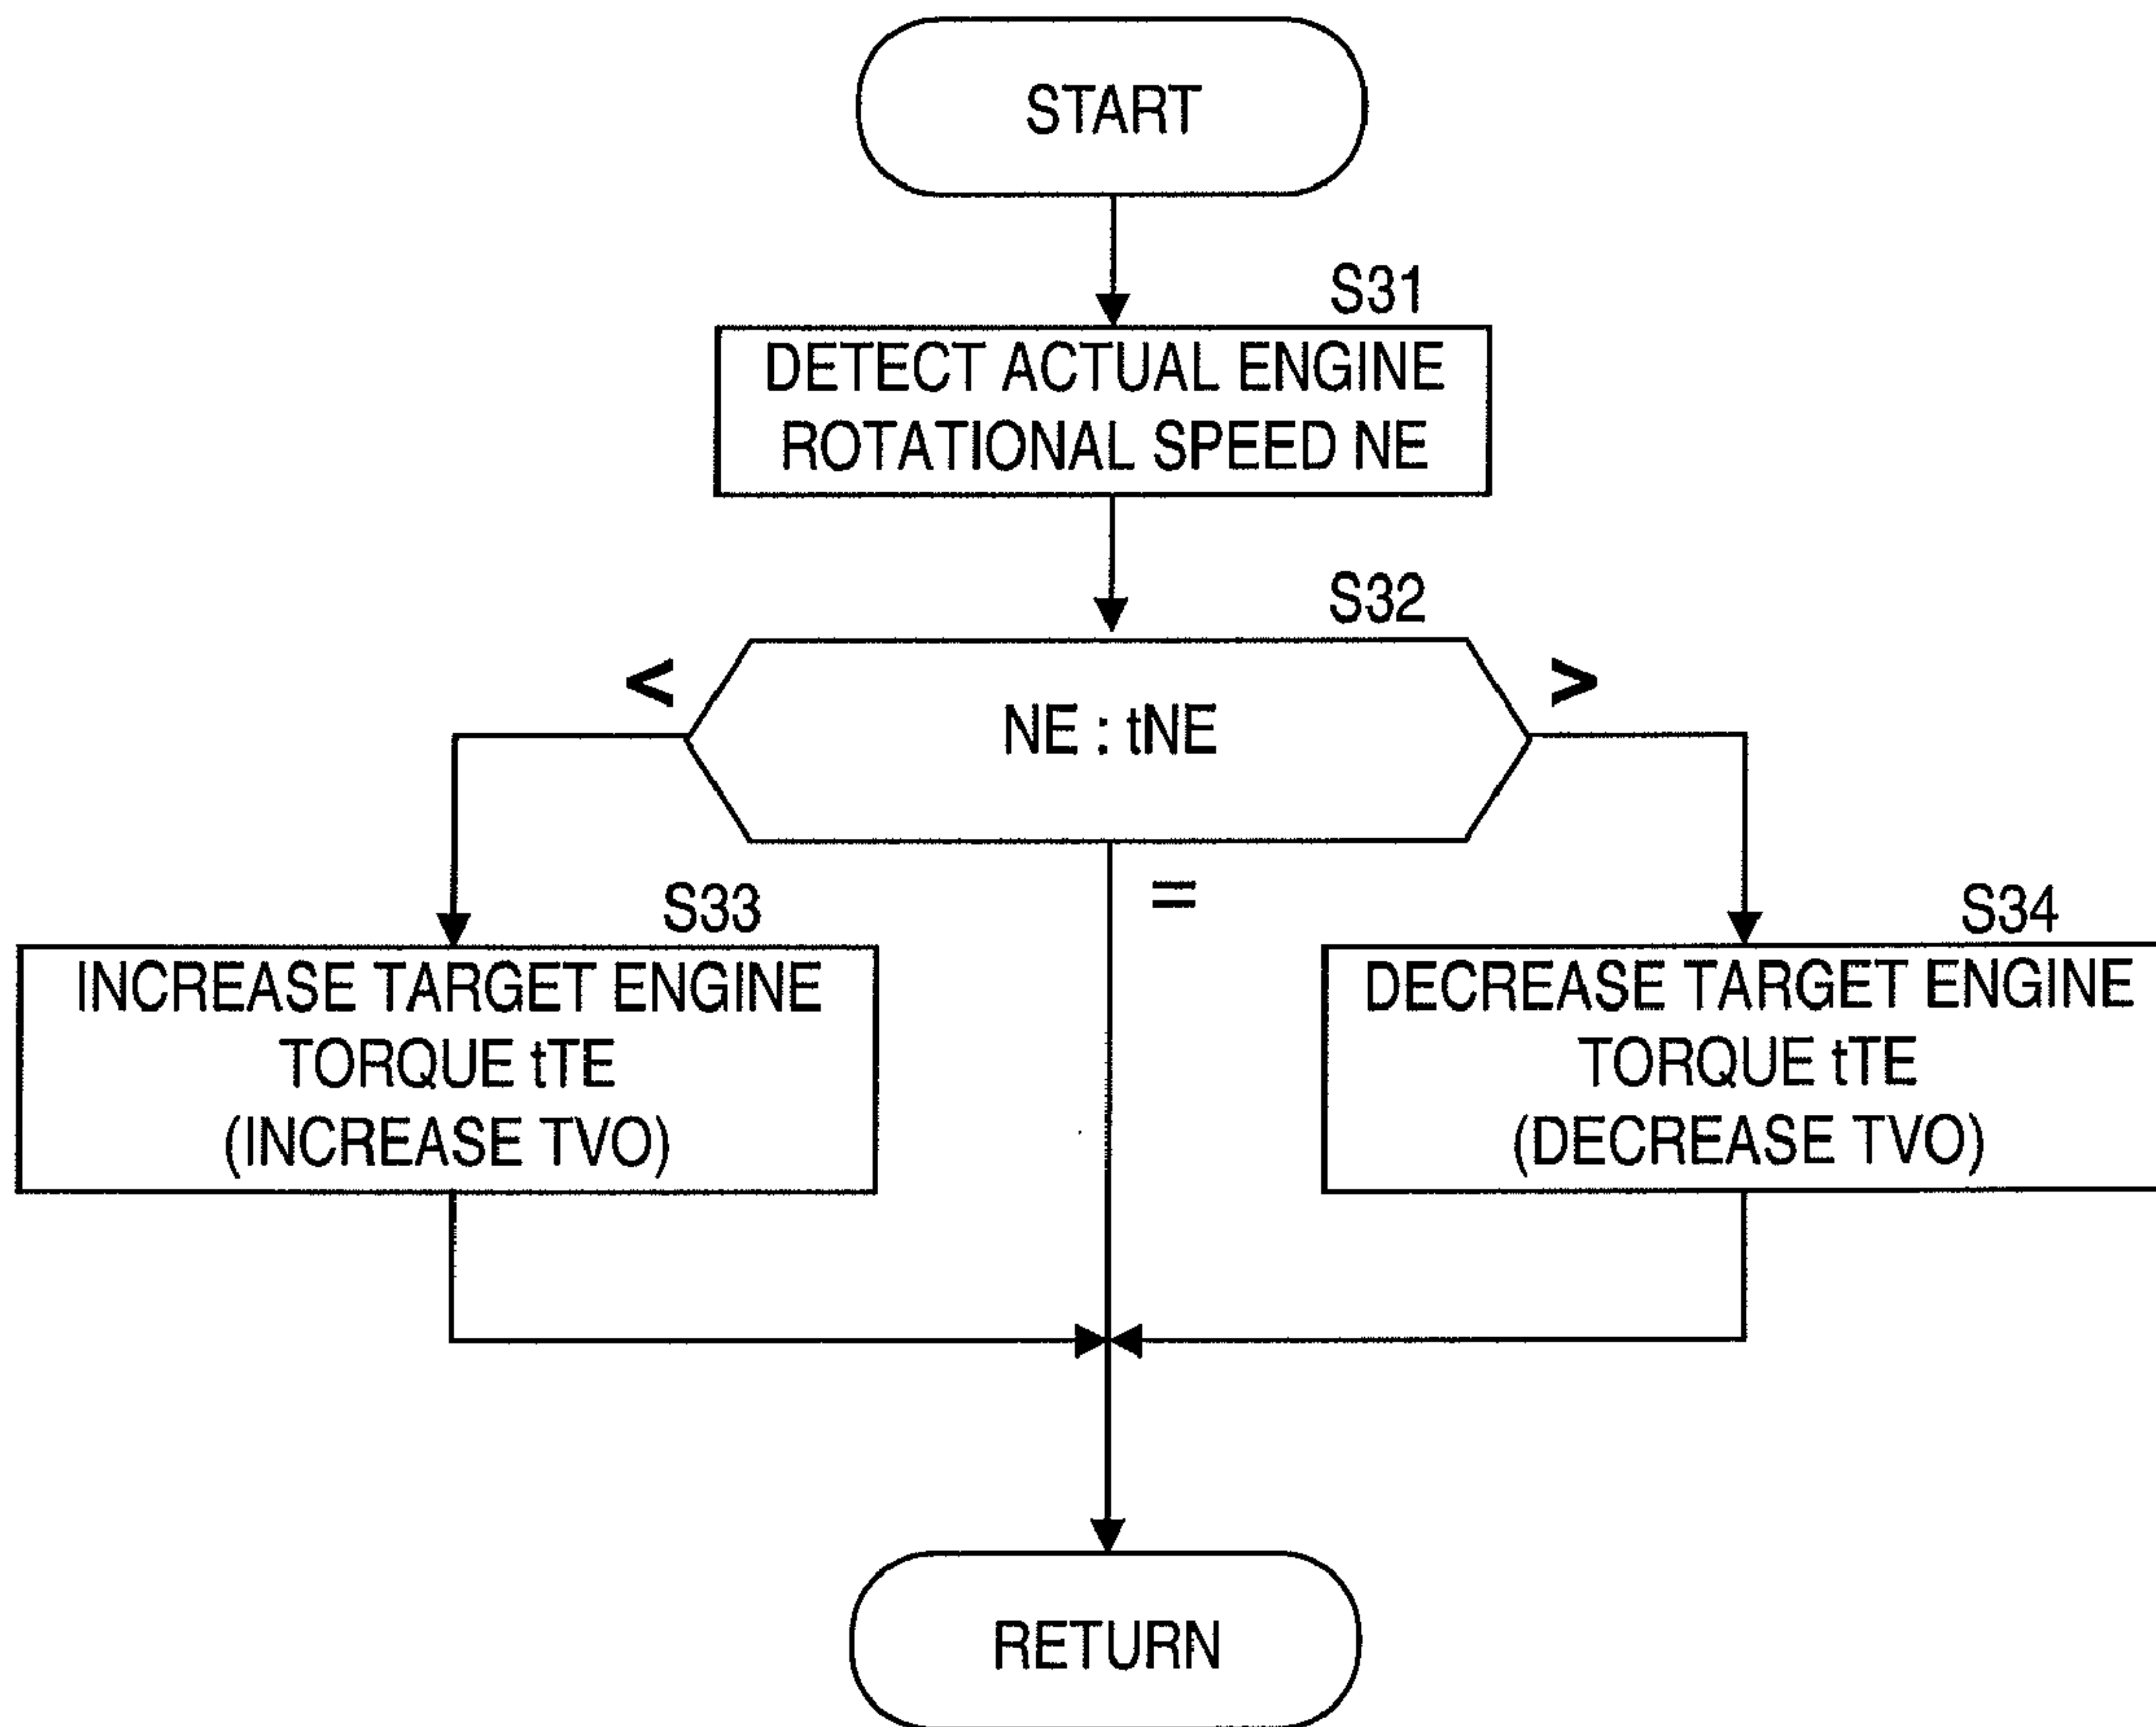 START
S31
DETECT ACTUAL ENGINE
ROTATIONAL SPEED NE
S32
<
>
NE : tNE
=
S33
INCREASE TARGET ENGINE
TORQUE tTE
(INCREASE TVO)
S34
DECREASE TARGET ENGINE
TORQUE tTE
(DECREASE TVO)
RETURN